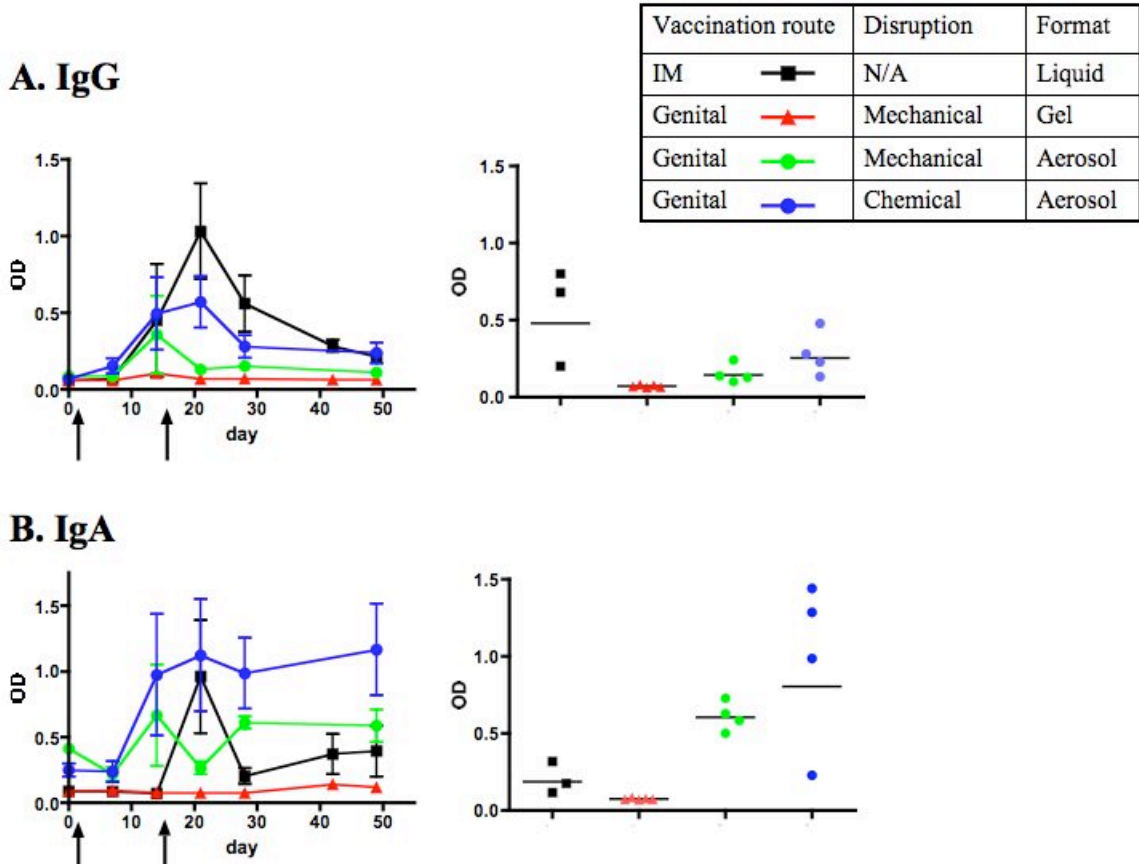 Vaccination route Disruption Format
IM N/A Liquid
Genital Mechanical Gel
Genital Mechanical Aerosol
Genital Chemical Aerosol
A. IgG
OD
1.5
1.0
0.5
0.0
0 10 20 30 40 50
day
OD
1.5
1.0
0.5
0.0
B. IgA
OD
1.5
1.0
0.5
0.0
0 10 20 30 40 50
day
OD
1.5
1.0
0.5
0.0